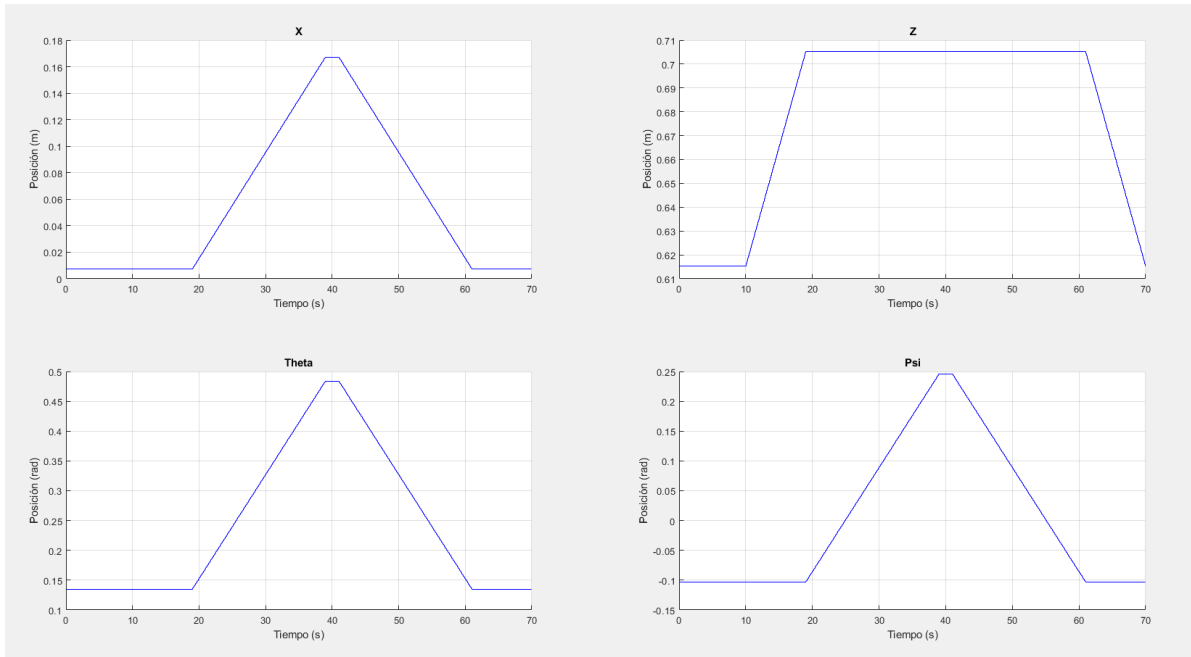 X
0.18
0.16
0.14
0.12
0.1
0.08
0.06
0.04
0.02
0
Posición (m)
0 10 20 30 40 50 60 70
Tiempo (s)
Z
0.71
0.7
0.69
0.68
0.67
0.66
0.65
0.64
0.63
0.62
0.61
Posición (m)
0 10 20 30 40 50 60 70
Tiempo (s)
Theta
0.5
0.45
0.4
0.35
0.3
0.25
0.2
0.15
0.1
Posición (rad)
0 10 20 30 40 50 60 70
Tiempo (s)
Psi
0.25
0.2
0.15
0.1
0.05
0
-0.05
-0.1
-0.15
Posición (rad)
0 10 20 30 40 50 60 70
Tiempo (s)